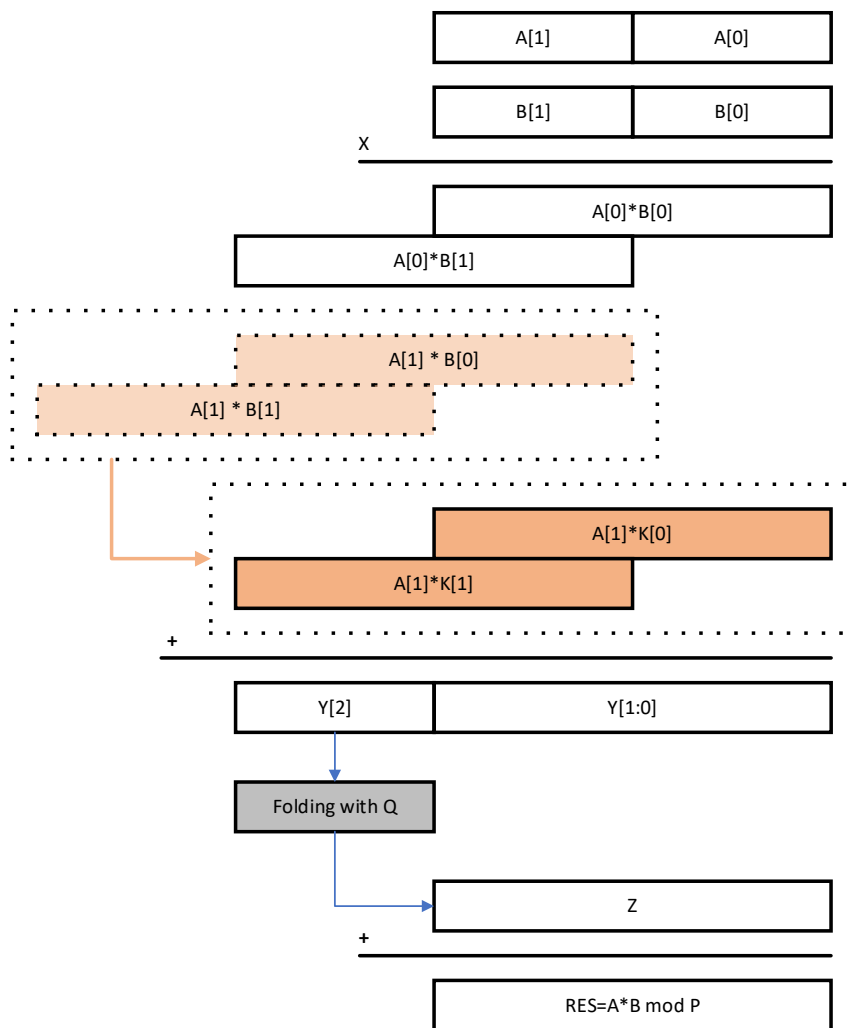 A[1] A[0]
B[1] B[0]
X
A[0]*B[0]
A[0]*B[1]
A[1] * B[0]
A[1] * B[1]
A[1]*K[0]
A[1]*K[1]
+
Y[2] Y[1:0]
Folding with Q
Z
+
RES=A*B mod P